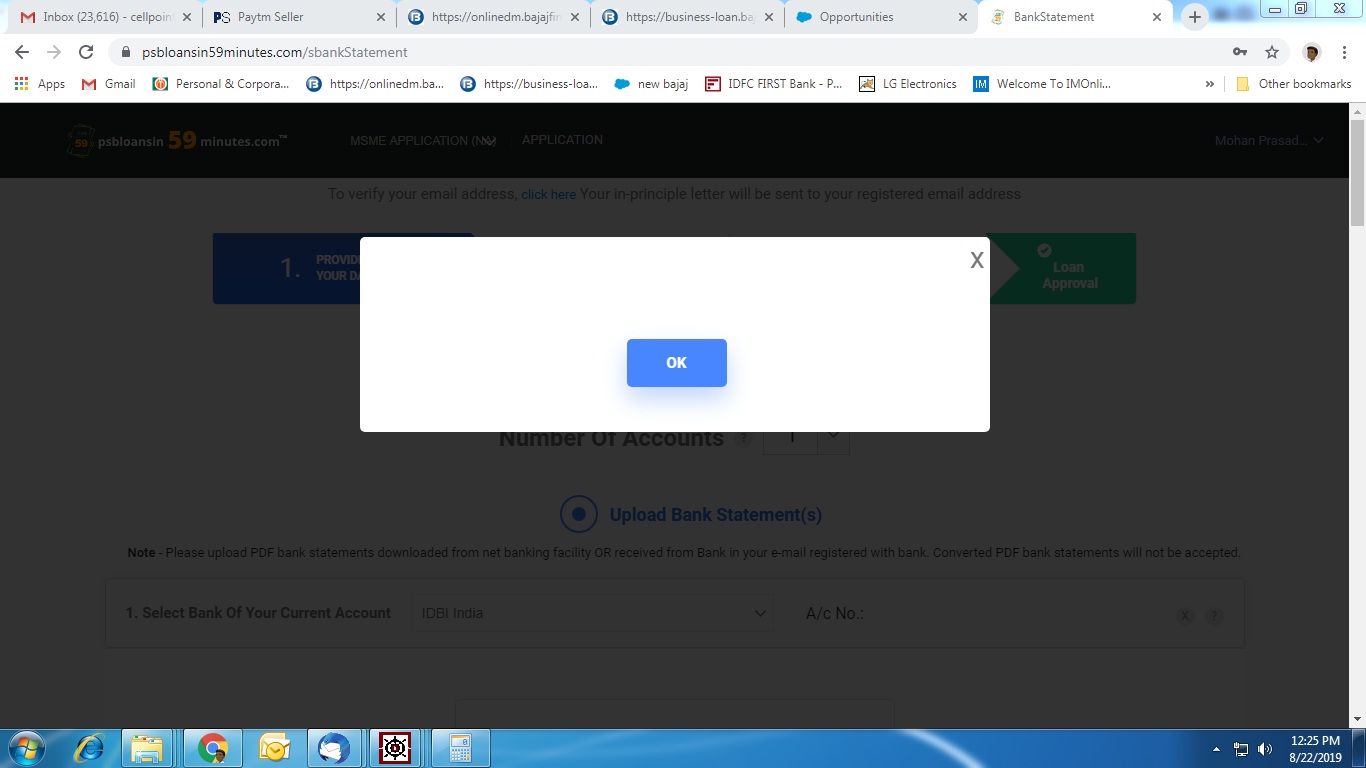 Inbox (23,616) - cellpoin
Paytm Seller
https://onlinedm.bajajfin
https://business-loan.ba
Opportunities
BankStatement
psbloansin59minutes.com/sbankStatement
Apps
Gmail
Personal & Corpora...
https://onlinedm.ba...
https://business-loa...
new bajaj
IDFC FIRST Bank - P...
LG Electronics
IM
Welcome To IMOnli...
»
Other bookmarks
psbloansin 59 minutes.com™
MSME APPLICATION
APPLICATION
Mohan Prasad...
To verify your email address, click here Your in-principle letter will be sent to your registered email address
1.
PROVID
YOUR DA
Loan
Approval
X
OK
Number Of Accounts
?
1
Upload Bank Statement(s)
Note - Please upload PDF bank statements downloaded from net banking facility OR received from Bank in your e-mail registered with bank. Converted PDF bank statements will not be accepted.
1. Select Bank Of Your Current Account
IDBI India
A/c No.:
X
?
12:25 PM
8/22/2019